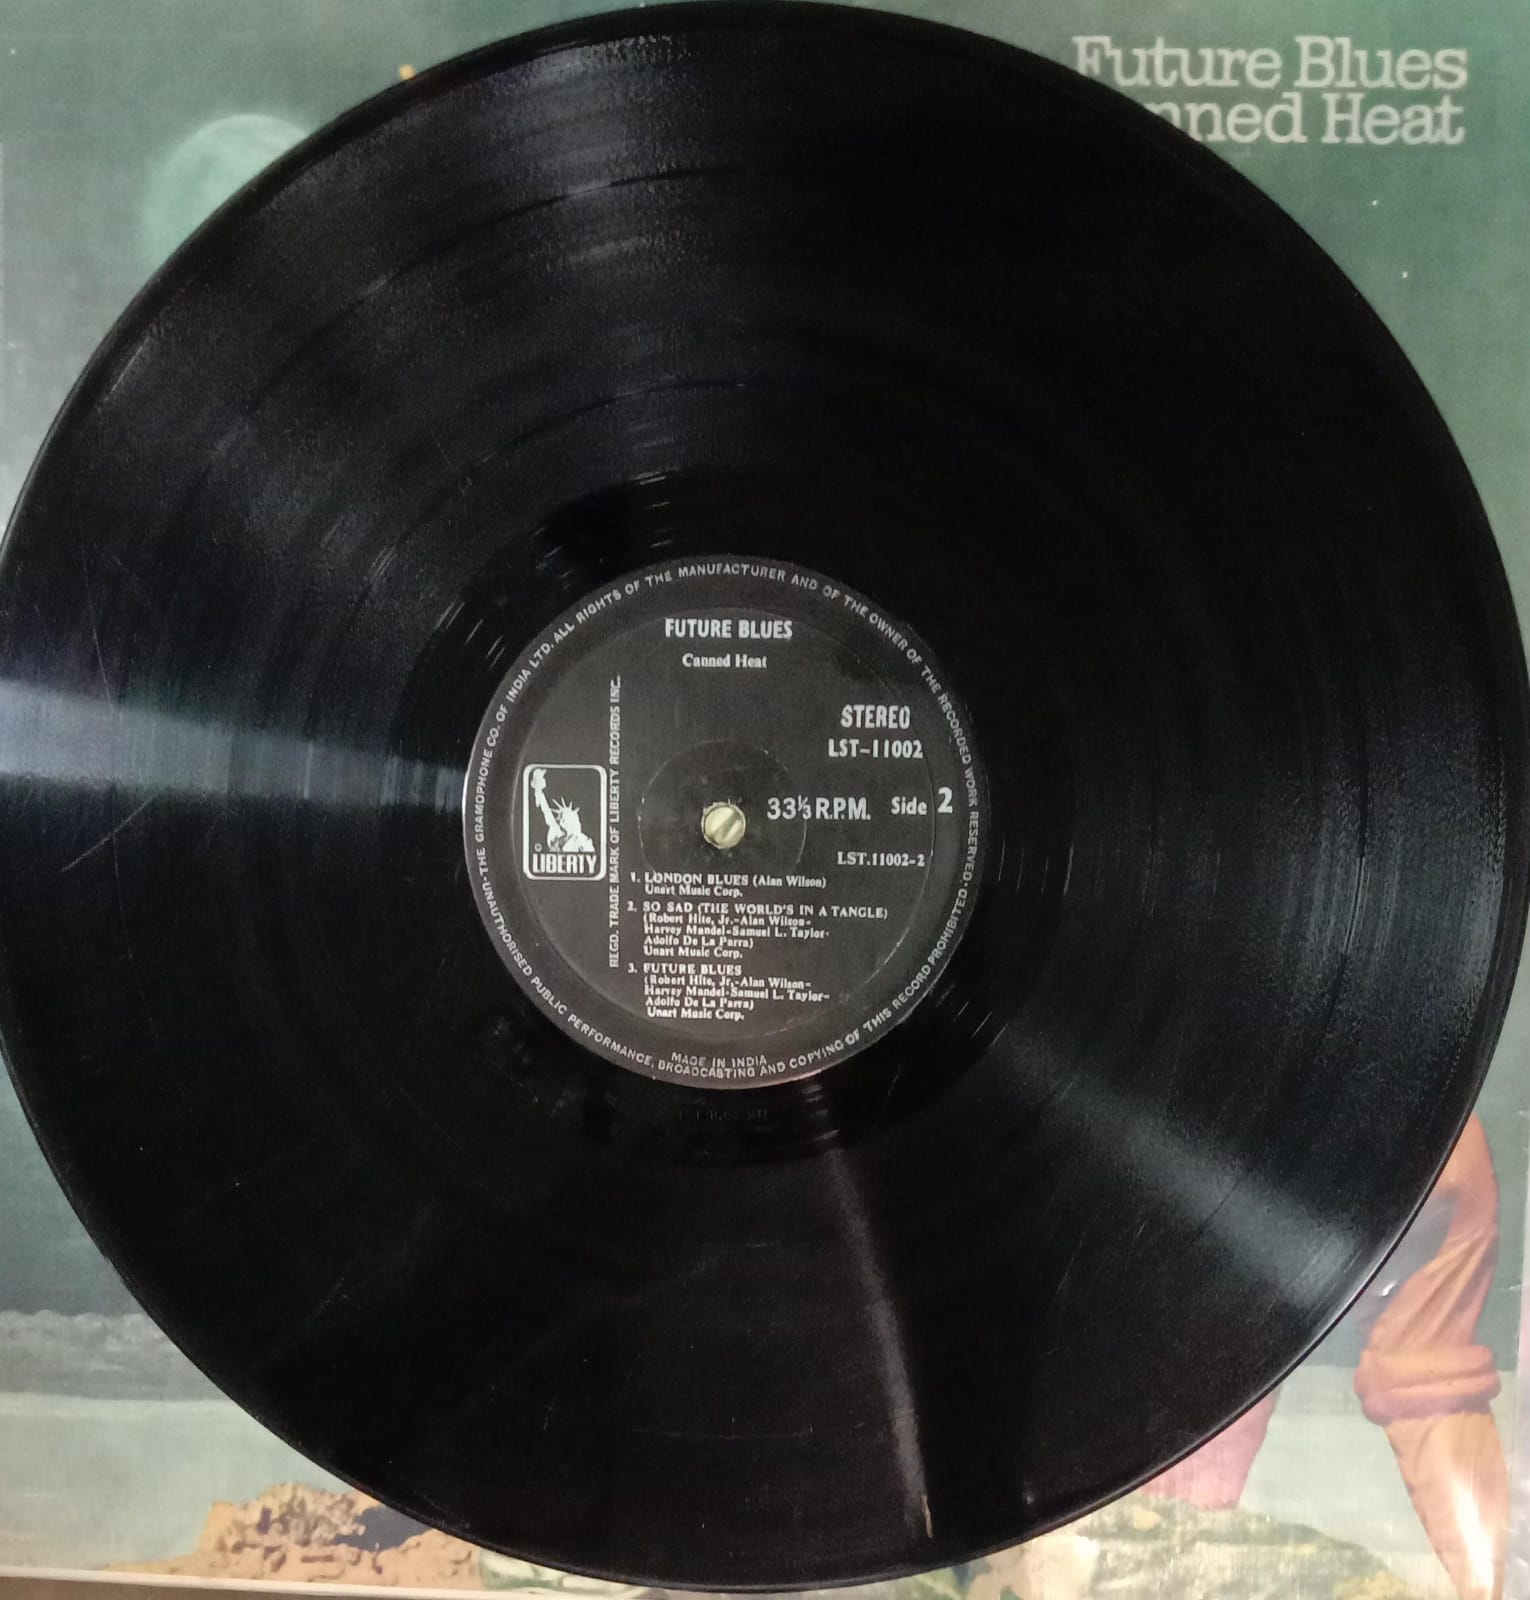 Future Blues
Canned Heat
FUTURE BLUES
Canned Heat
STEREO
LST-11002
33⅓ R.P.M. Side 2
LST.11002-2
LIBERTY
REGD. TRADE MARK OF LIBERTY RECORDS INC.
1. LONDON BLUES (Alan Wilson)
Unart Music Corp.
2. SO SAD (THE WORLD'S IN A TANGLE)
(Robert Hite, Jr.-Alan Wilson-
Harvey Mandel-Samuel L. Taylor-
Adolfo De La Parra)
Unart Music Corp.
3. FUTURE BLUES
(Robert Hite, Jr.-Alan Wilson-
Harvey Mandel-Samuel L. Taylor-
Adolfo De La Parra)
Unart Music Corp.
MADE IN INDIA
THE GRAMOPHONE CO. OF INDIA LTD. ALL RIGHTS OF THE MANUFACTURER AND OF THE OWNER OF THE RECORDED WORK RESERVED-UNAUTHORISED PUBLIC PERFORMANCE, BROADCASTING AND COPYING OF THIS RECORD PROHIBITED-